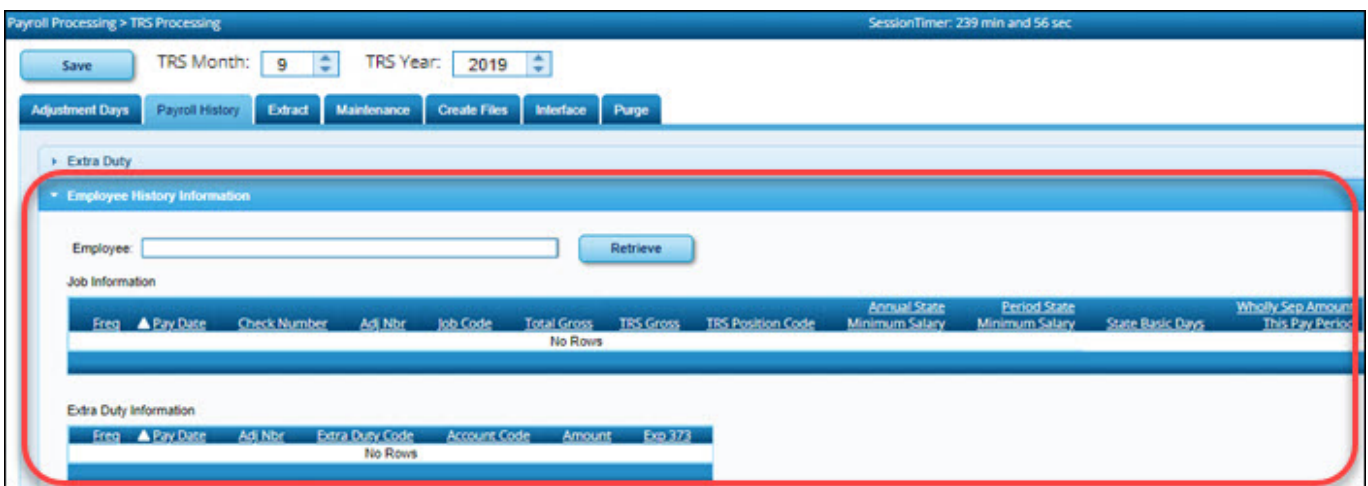 Payroll Processing > TRS Processing SessionTimer: 239 min and 56 sec
Save TRS Month: 9 TRS Year: 2019
Adjustment Days Payroll History Extract Maintenance Create Files Interface Purge
Extra Duty
Employee History Information
Employee: Retrieve
Job Information
Freq Pay Date Check Number Adj Nbr Job Code Total Gross TRS Gross TRS Position Code Annual State Minimum Salary Period State Minimum Salary State Basic Days Wholly Sep Amount This Pay Period
No Rows
Extra Duty Information
Freq Pay Date Adj Nbr Extra Duty Code Account Code Amount Exp 373
No Rows